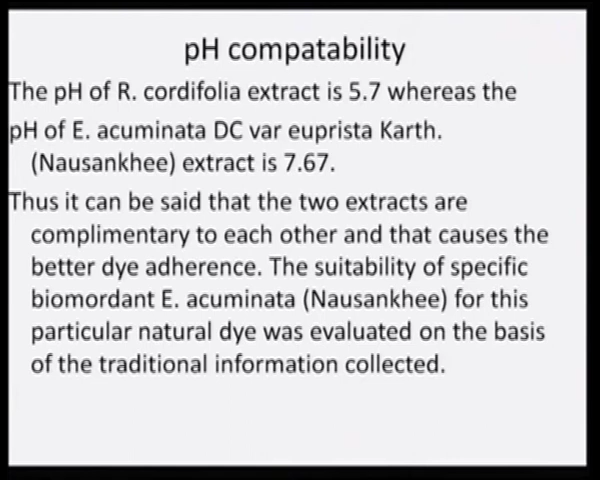 pH compatability
The pH of R. cordifolia extract is 5.7 whereas the
pH of E. acuminata DC var euprista Karth.
(Nausankhee) extract is 7.67.
Thus it can be said that the two extracts are
complimentary to each other and that causes the
better dye adherence. The suitability of specific
biomordant E. acuminata (Nausankhee) for this
particular natural dye was evaluated on the basis
of the traditional information collected.